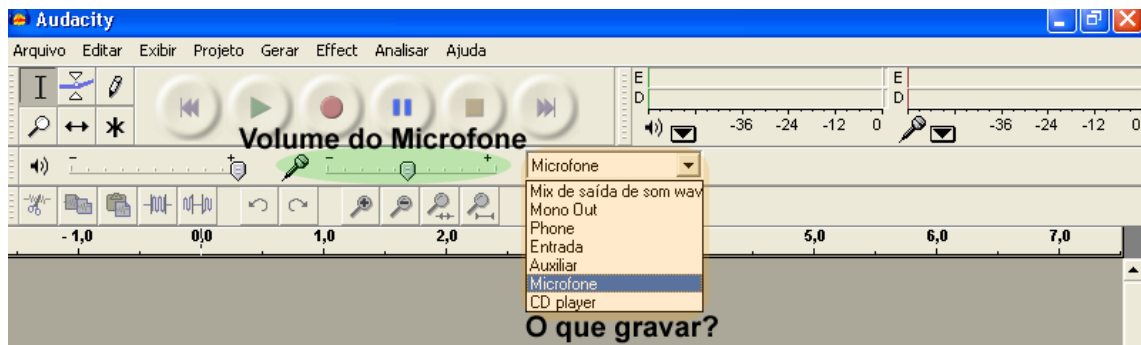 Audacity
Arquivo Editar Exibir Projeto Gerar Effect Analisar Ajuda
E
D
-36 -24 -12 0
E
D
-36 -24 -12 0
Volume do Microfone
- + - +
Microfone
Mix de saída de som wav
Mono Out
Phone
Entrada
Auxiliar
Microfone
CD player
- 1,0 0,0 1,0 2,0 5,0 6,0 7,0
O que gravar?